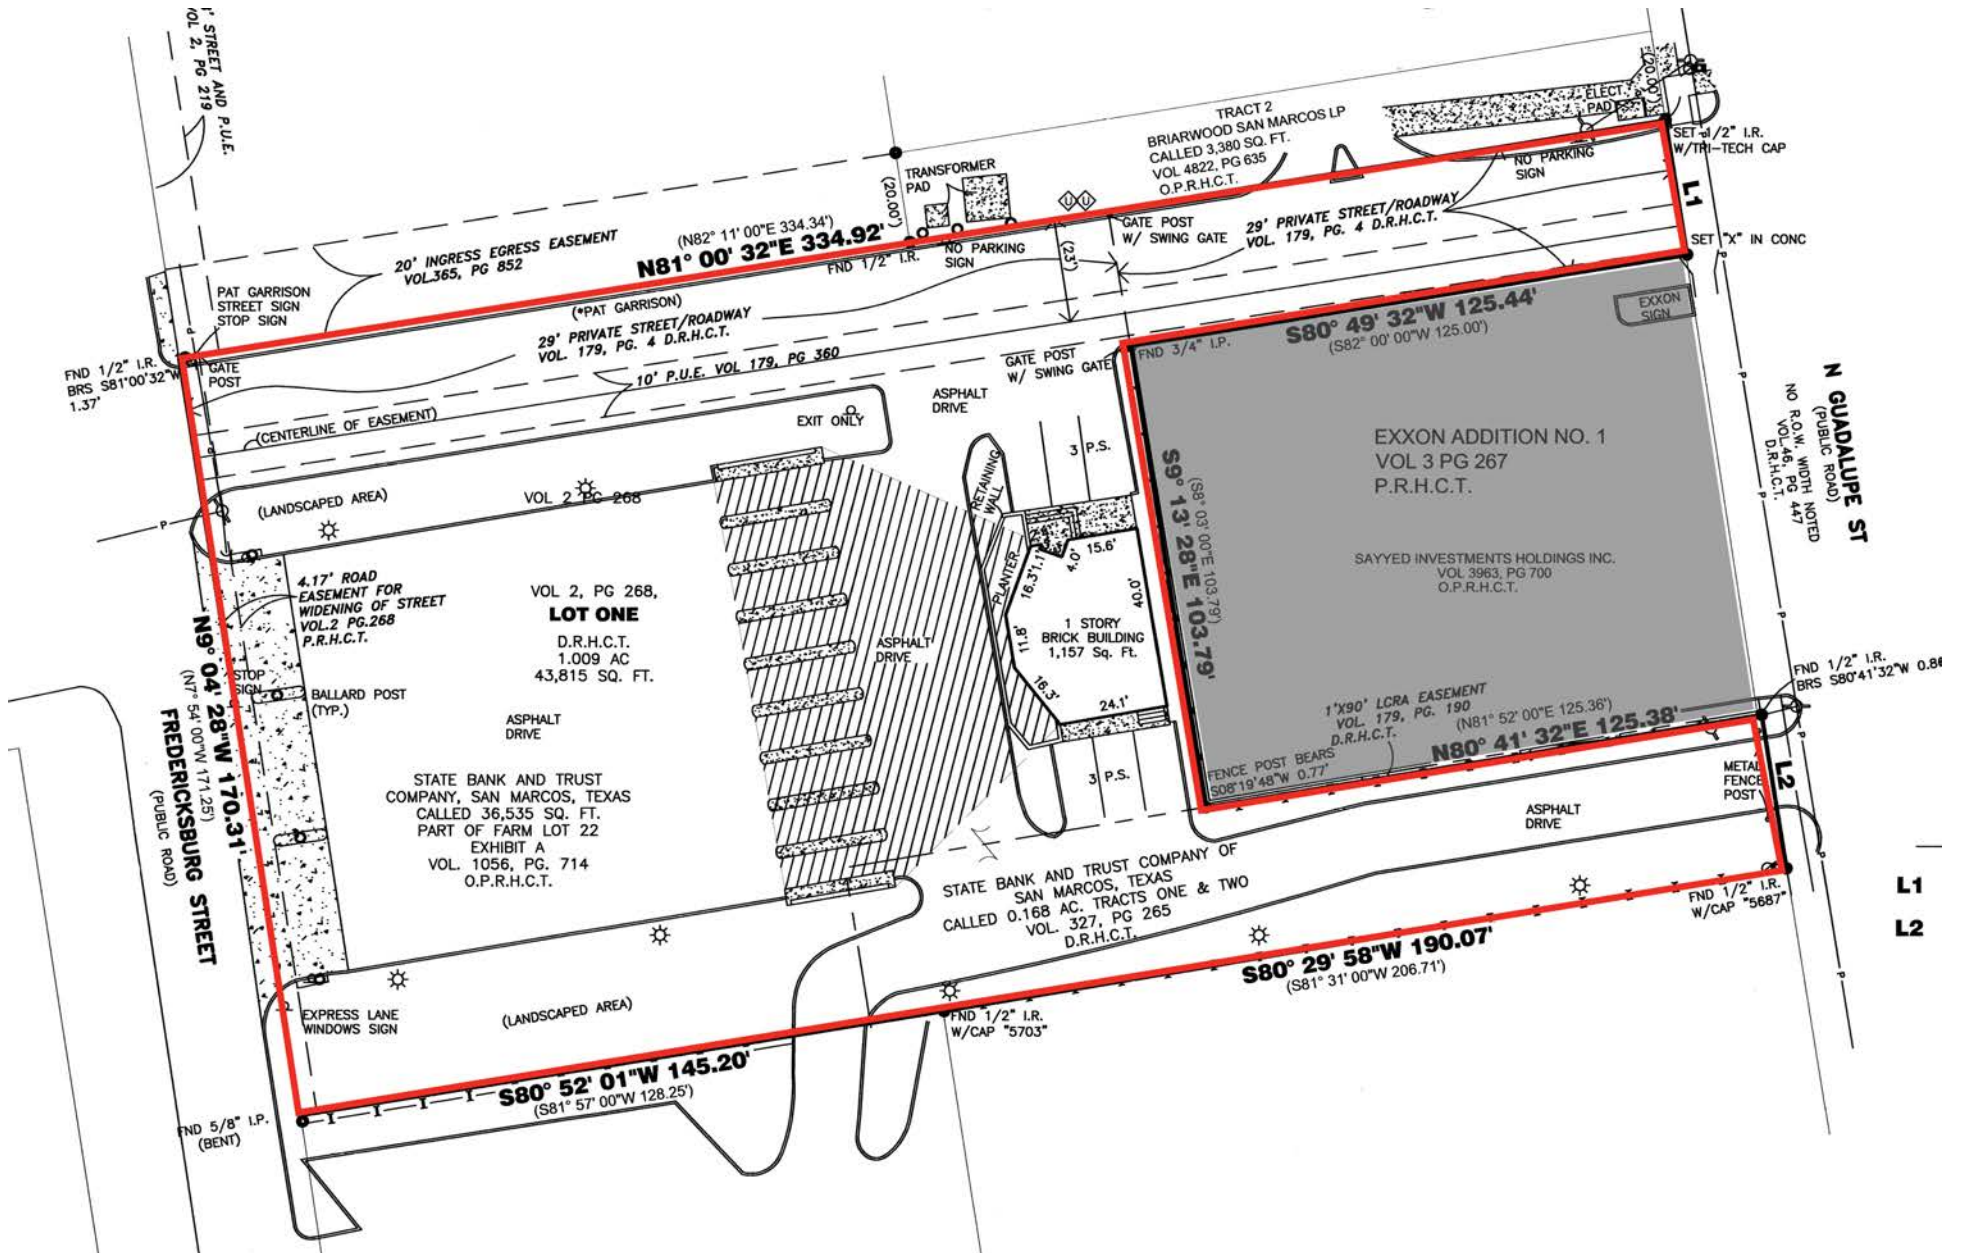 ' STREET AND P.U.E.
VOL 2, PG 219
20' INGRESS EGRESS EASEMENT
VOL.365, PG 852
(N82° 11' 00"E 334.34')
N81° 00' 32"E 334.92'
TRANSFORMER
PAD
(20.00')
NO PARKING
SIGN
FND 1/2" I.R.
TRACT 2
BRIARWOOD SAN MARCOS LP
CALLED 3,380 SQ. FT.
VOL 4822, PG 635
O.P.R.H.C.T.
U U
GATE POST
W/ SWING GATE
29' PRIVATE STREET/ROADWAY
VOL. 179, PG. 4 D.R.H.C.T.
(23')
NO PARKING
SIGN
ELECT.
PAD
(20.00')
SET 1/2" I.R.
W/TRI-TECH CAP
L1
SET "X" IN CONC
PAT GARRISON
STREET SIGN
STOP SIGN
FND 1/2" I.R.
BRS S81°00'32"W
1.37'
GATE
POST
(*PAT GARRISON)
29' PRIVATE STREET/ROADWAY
VOL. 179, PG. 4 D.R.H.C.T.
10' P.U.E. VOL 179, PG 360
(CENTERLINE OF EASEMENT)
GATE POST
W/ SWING GATE
FND 3/4" I.P.
S80° 49' 32"W 125.44'
(S82° 00' 00"W 125.00')
EXXON
SIGN
EXIT ONLY
ASPHALT
DRIVE
3 P.S.
RETAINING
WALL
(LANDSCAPED AREA)
VOL 2 PG 268
EXXON ADDITION NO. 1
VOL 3 PG 267
P.R.H.C.T.
SAYYED INVESTMENTS HOLDINGS INC.
VOL 3963, PG 700
O.P.R.H.C.T.
N GUADALUPE ST
(PUBLIC ROAD)
NO R.O.W. WIDTH NOTED
VOL 46, PG 447
D.R.H.C.T.
S9° 13' 28"E 103.79'
(S8° 03' 00"E 103.79')
4.17' ROAD
EASEMENT FOR
WIDENING OF STREET
VOL.2 PG.268
P.R.H.C.T.
VOL 2, PG 268,
LOT ONE
D.R.H.C.T.
1.009 AC
43,815 SQ. FT.
ASPHALT
DRIVE
PLANTER
16.3'
1.1'
4.0'
15.6'
40.0'
11.8'
16.3'
24.1'
1 STORY
BRICK BUILDING
1,157 Sq. Ft.
N9° 04' 28"W 170.31'
(N7° 54' 00"W 171.25')
FREDERICKSBURG STREET
(PUBLIC ROAD)
STOP
SIGN
BALLARD POST
(TYP.)
ASPHALT
DRIVE
STATE BANK AND TRUST
COMPANY, SAN MARCOS, TEXAS
CALLED 36,535 SQ. FT.
PART OF FARM LOT 22
EXHIBIT A
VOL. 1056, PG. 714
O.P.R.H.C.T.
3 P.S.
1'X90' LCRA EASEMENT
VOL. 179, PG. 190
D.R.H.C.T.
(N81° 52' 00"E 125.36')
N80° 41' 32"E 125.38'
FENCE POST BEARS
S08°19'48"W 0.77'
FND 1/2" I.R.
BRS S80°41'32"W 0.86
METAL
FENCE
POST
L2
ASPHALT
DRIVE
STATE BANK AND TRUST COMPANY OF
SAN MARCOS, TEXAS
CALLED 0.168 AC. TRACTS ONE & TWO
VOL. 327, PG 265
D.R.H.C.T.
FND 1/2" I.R.
W/CAP "5687"
L1
L2
S80° 29' 58"W 190.07'
(S81° 31' 00"W 206.71')
EXPRESS LANE
WINDOWS SIGN
(LANDSCAPED AREA)
FND 1/2" I.R.
W/CAP "5703"
S80° 52' 01"W 145.20'
(S81° 57' 00"W 128.25')
FND 5/8" I.P.
(BENT)